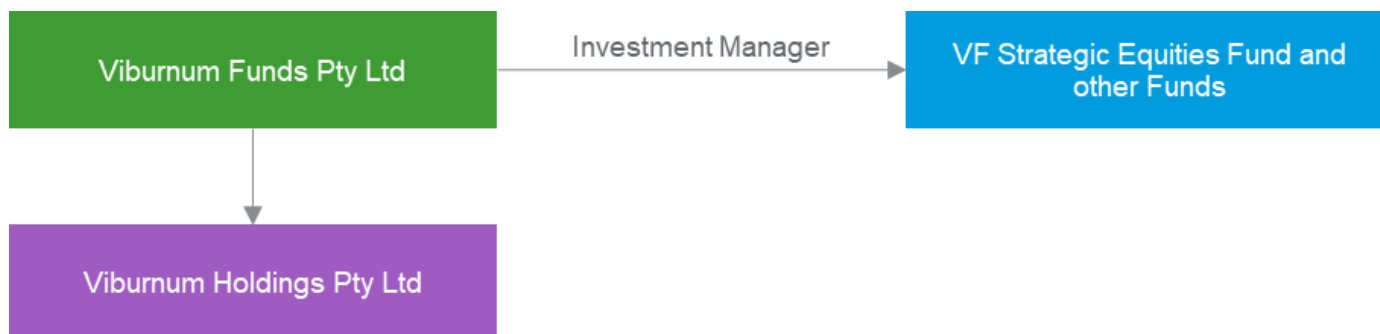 Viburnum Funds Pty Ltd
Investment Manager
VF Strategic Equities Fund and
other Funds
Viburnum Holdings Pty Ltd